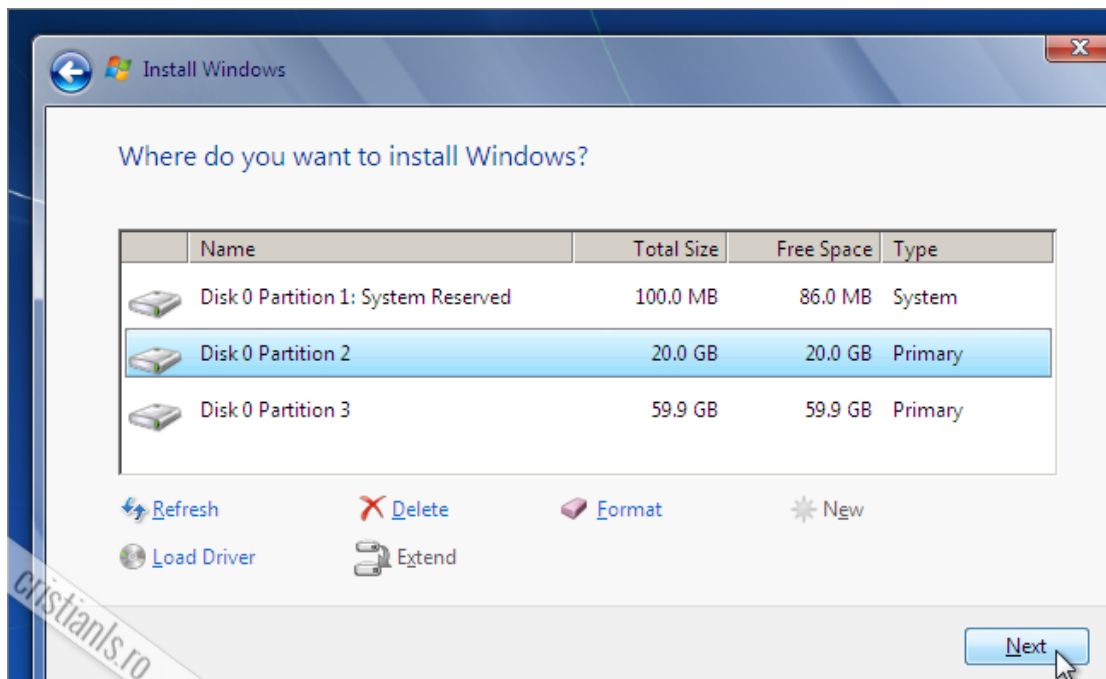 Install Windows
Where do you want to install Windows?
Name Total Size Free Space Type
Disk 0 Partition 1: System Reserved 100.0 MB 86.0 MB System
Disk 0 Partition 2 20.0 GB 20.0 GB Primary
Disk 0 Partition 3 59.9 GB 59.9 GB Primary
Refresh Delete Format New
Load Driver Extend
cristianls.ro
Next